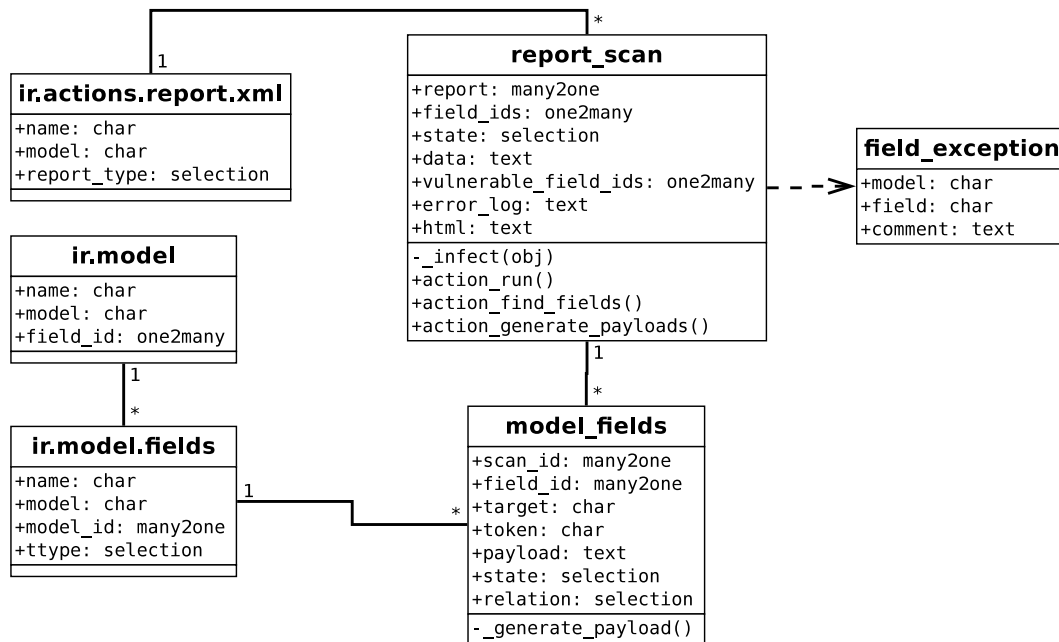 1
*
ir.actions.report.xml
+name: char
+model: char
+report_type: selection
report_scan
+report: many2one
+field_ids: one2many
+state: selection
+data: text
+vulnerable_field_ids: one2many
+error_log: text
+html: text
-_infect(obj)
+action_run()
+action_find_fields()
+action_generate_payloads()
field_exception
+model: char
+field: char
+comment: text
ir.model
+name: char
+model: char
+field_id: one2many
1
*
1
*
ir.model.fields
+name: char
+model: char
+model_id: many2one
+ttype: selection
1
*
model_fields
+scan_id: many2one
+field_id: many2one
+target: char
+token: char
+payload: text
+state: selection
+relation: selection
-_generate_payload()